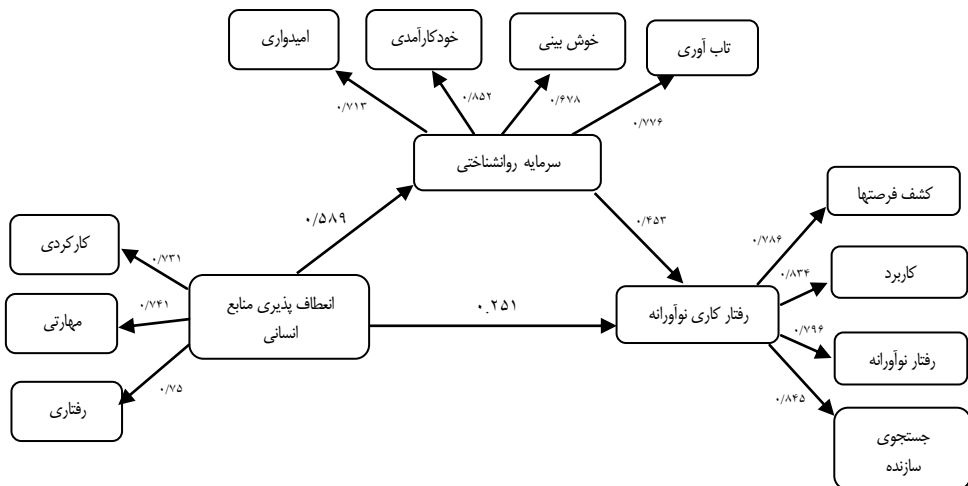 امیدواری
خودکارآمدی
خوش بینی
تاب آوری
۰/۷۱۳
۰/۸۵۲
۰/۶۷۸
۰/۷۷۶
سرمایه روانشناختی
کشف فرصتها
۰/۵۸۹
۰/۴۵۳
۰/۷۸۶
کارکردی
۰/۷۳۱
کاربرد
۰/۸۳۴
مهارتی
۰/۷۴۱
انعطاف پذیری منابع
انسانی
۰.۲۵۱
رفتار کاری نوآورانه
۰/۷۹۶
رفتار نوآورانه
رفتاری
۰/۷۵
۰/۸۴۵
جستجوی
سازنده